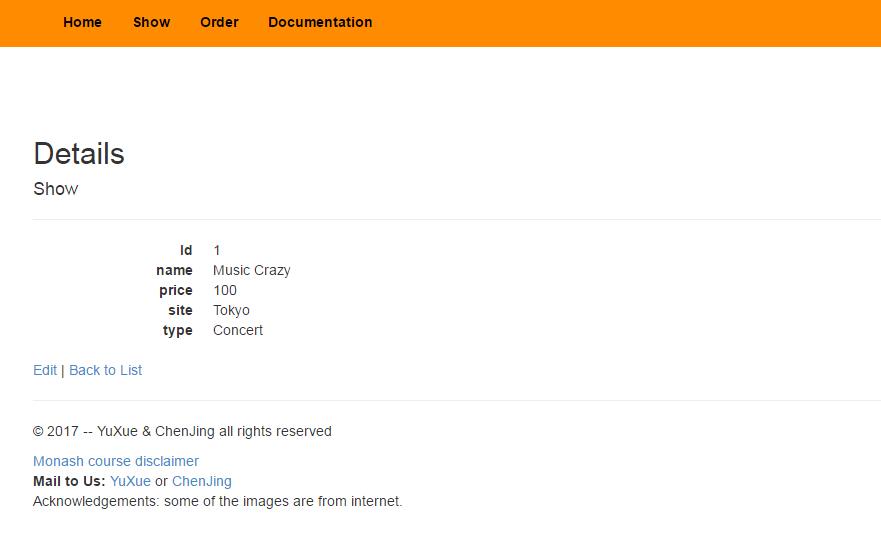 Home Show Order Documentation
Details
Show
Id 1
name Music Crazy
price 100
site Tokyo
type Concert
Edit | Back to List
© 2017 -- YuXue & ChenJing all rights reserved
Monash course disclaimer
Mail to Us: YuXue or ChenJing
Acknowledgements: some of the images are from internet.